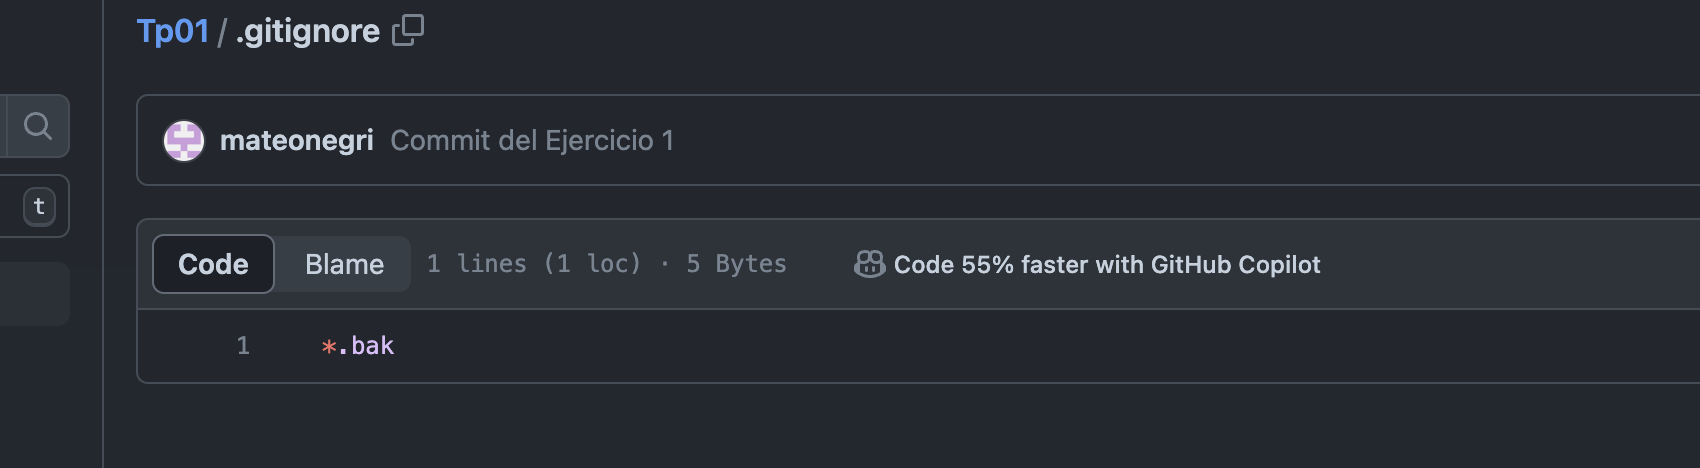 Tp01 / .gitignore
mateonegri Commit del Ejercicio 1
t
Code Blame 1 lines (1 loc) · 5 Bytes Code 55% faster with GitHub Copilot
1 *.bak